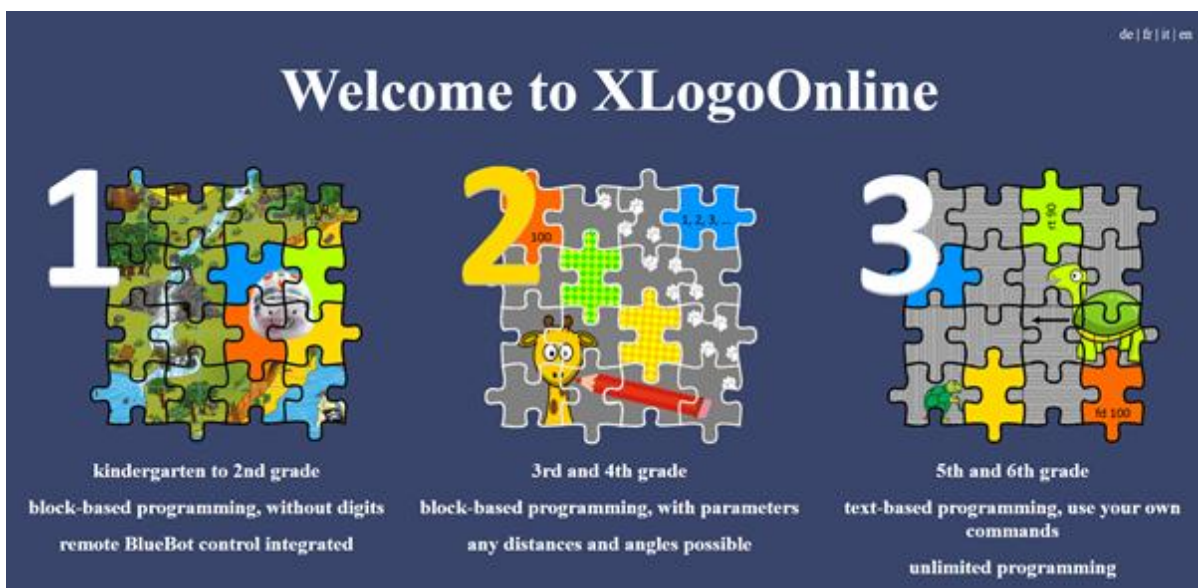 de | fr | it | en
Welcome to XLogoOnline
1
2
100
1, 2, 3, ...
3
rt 90
fd 100
kindergarten to 2nd grade
block-based programming, without digits
remote BlueBot control integrated
3rd and 4th grade
block-based programming, with parameters
any distances and angles possible
5th and 6th grade
text-based programming, use your own
commands
unlimited programming